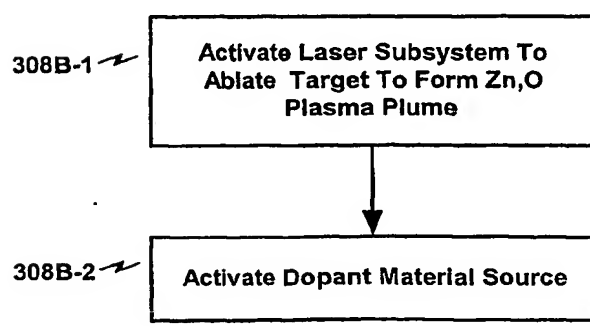 308B-1
Activate Laser Subsystem To
Ablate Target To Form Zn,O
Plasma Plume
308B-2
Activate Dopant Material Source